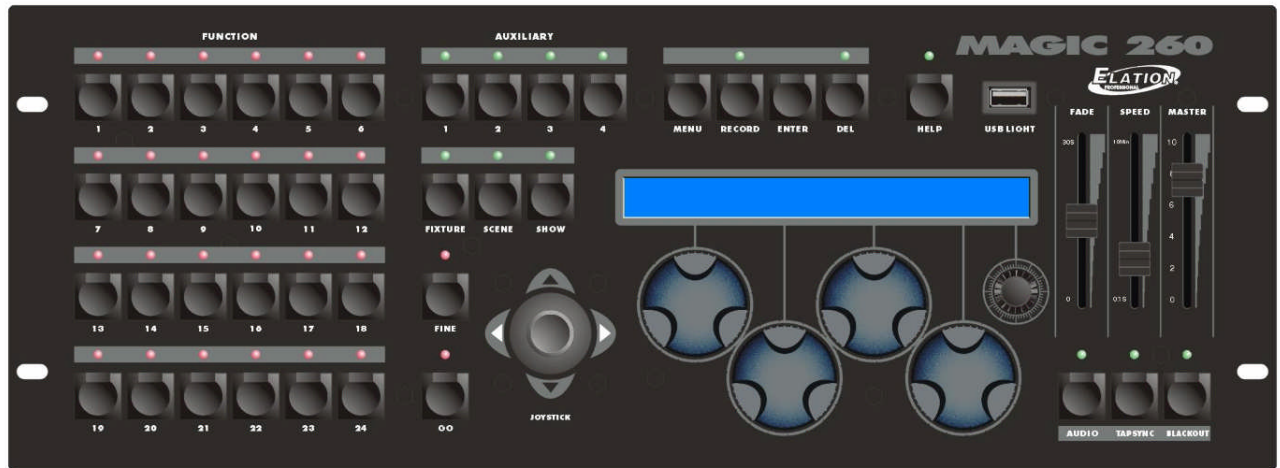 FUNCTION
AUXILIARY
MAGIC 260
ELATION
PROFESSIONAL
1 2 3 4 5 6
1 2 3 4
MENU RECORD ENTER DEL
HELP
USB LIGHT
FADE SPEED MASTER
30S
10
7 8 9 10 11 12
FIXTURE SCENE SHOW
6
4
2
0
0.1S
0
13 14 15 16 17 18
FINE
19 20 21 22 23 24
GO
JOYSTICK
AUDIO TAPSYNC BLACKOUT